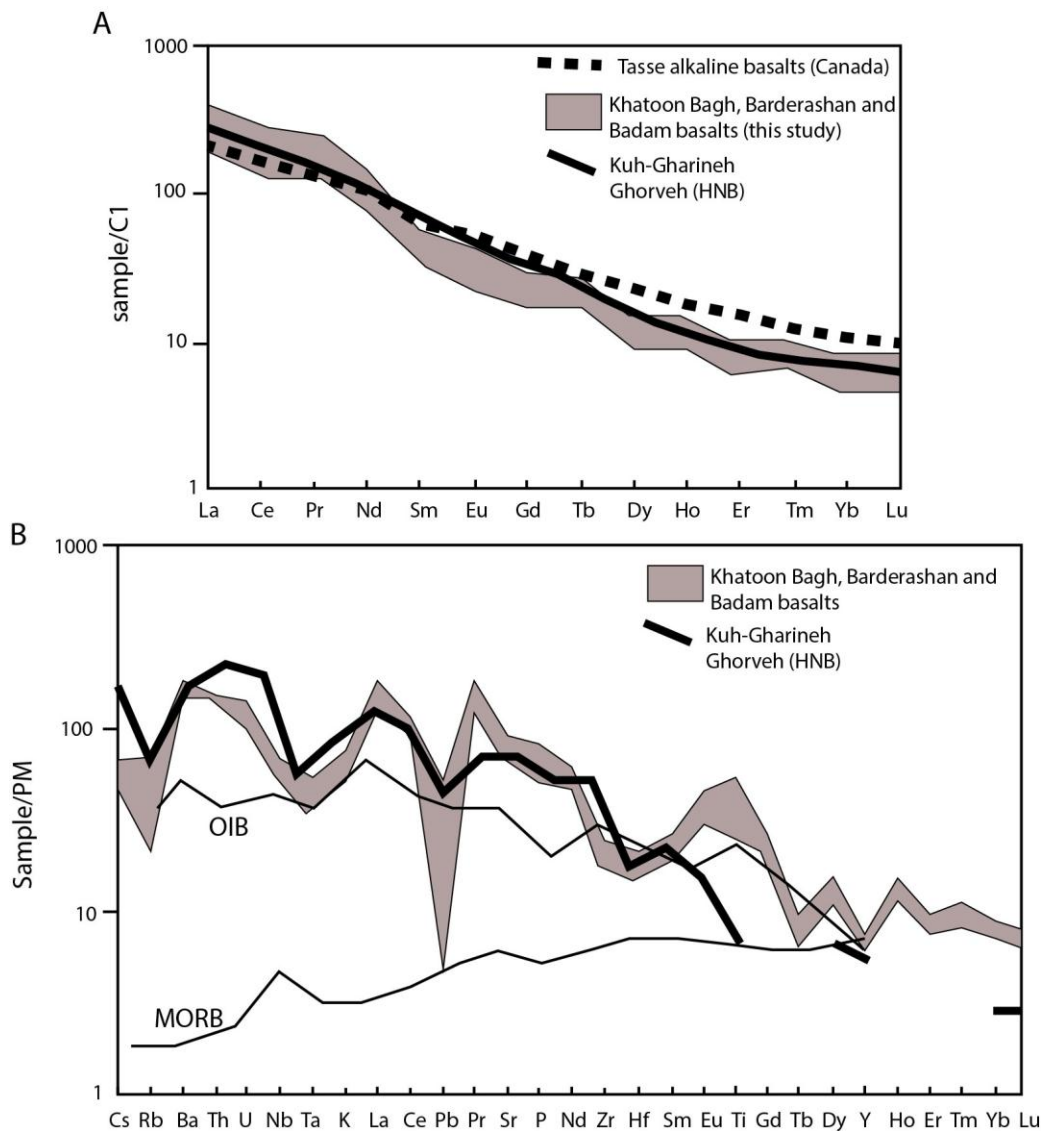 A
1000
100
10
1
sample/C1
Tasse alkaline basalts (Canada)
Khatoon Bagh, Barderashan and
Badam basalts (this study)
Kuh-Gharineh
Ghorveh (HNB)
La Ce Pr Nd Sm Eu Gd Tb Dy Ho Er Tm Yb Lu
B
1000
100
10
1
Sample/PM
Khatoon Bagh, Barderashan and
Badam basalts
Kuh-Gharineh
Ghorveh (HNB)
OIB
MORB
Cs Rb Ba Th U Nb Ta K La Ce Pb Pr Sr P Nd Zr Hf Sm Eu Ti Gd Tb Dy Y Ho Er Tm Yb Lu